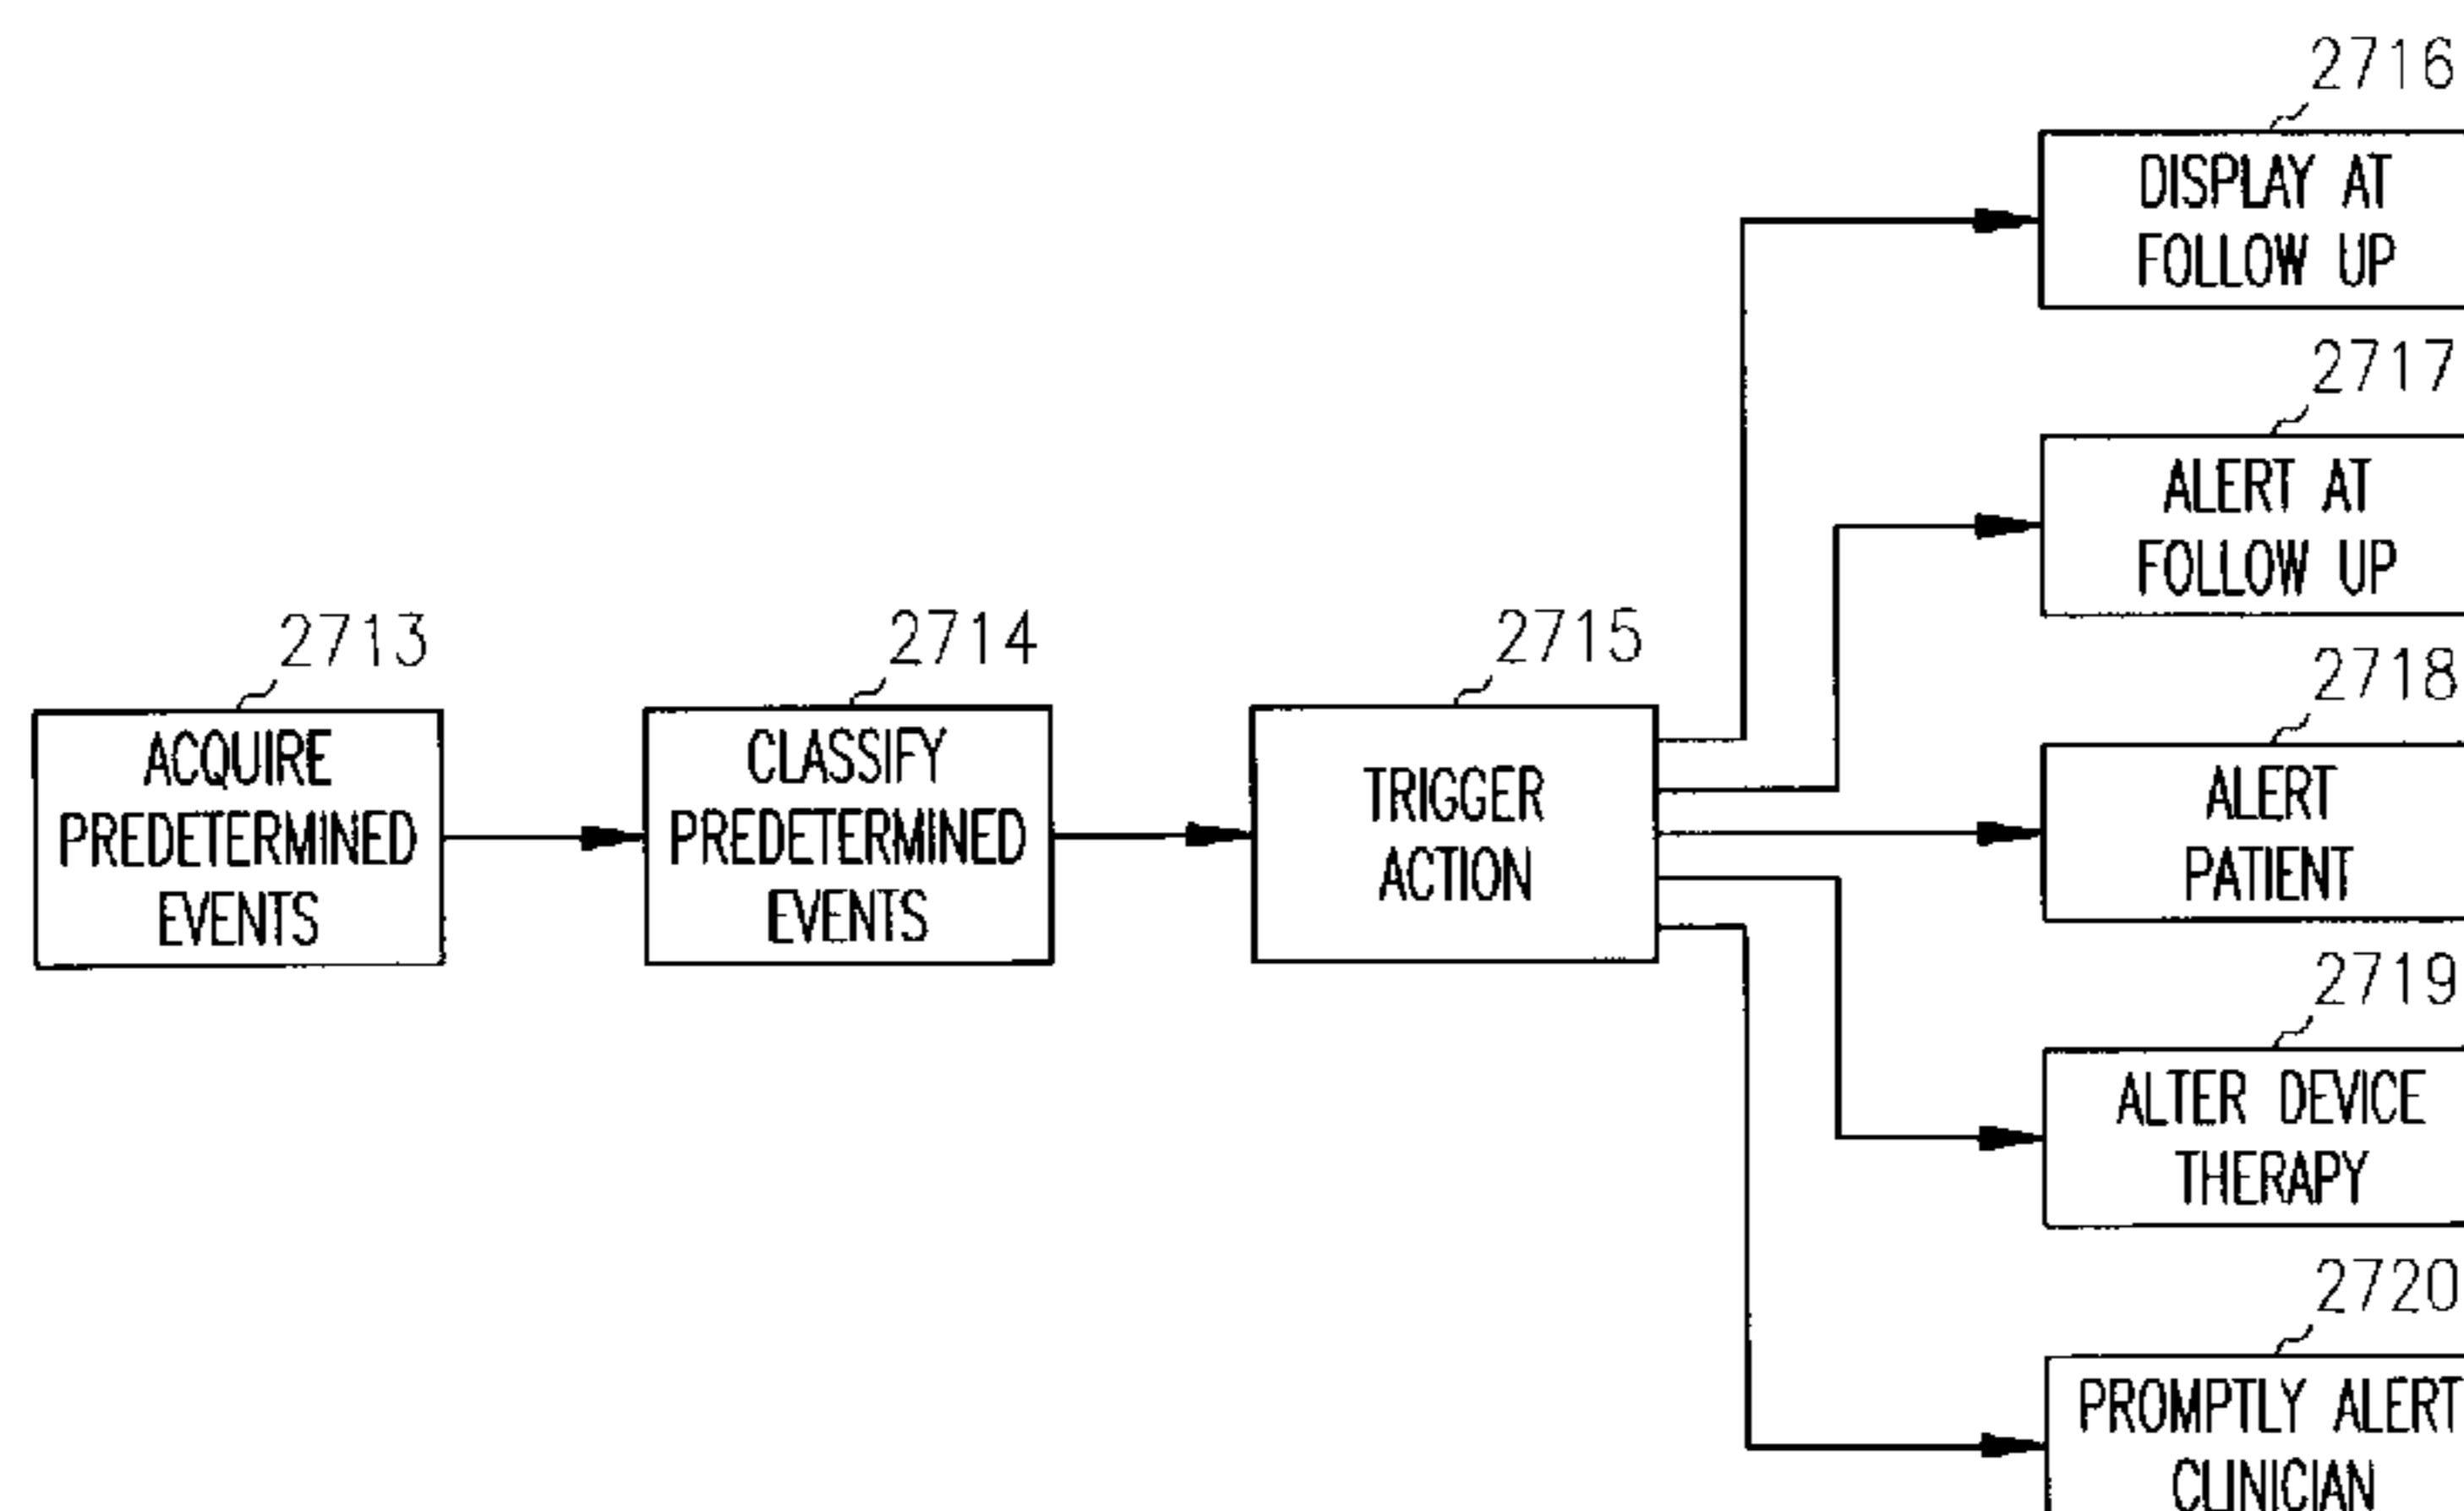 2716
DISPLAY AT
FOLLOW UP
2717
ALERT AT
FOLLOW UP
2713
ACQUIRE
PREDETERMINED
EVENTS
2714
CLASSIFY
PREDETERMINED
EVENTS
2715
TRIGGER
ACTION
2718
ALERT
PATIENT
2719
ALTER DEVICE
THERAPY
2720
PROMPTLY ALERT
CLINICIAN